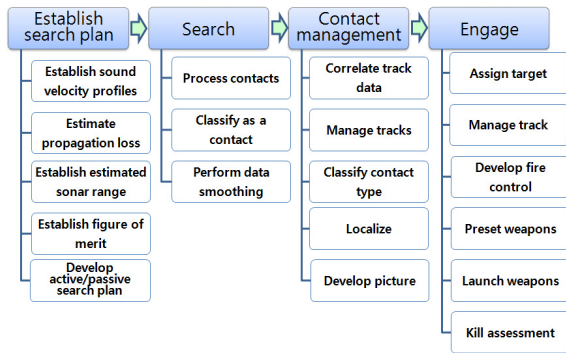 Establish
search plan
Establish sound
velocity profiles
Estimate
propagation loss
Establish estimated
sonar range
Establish figure of
merit
Develop
active/passive
search plan
Search
Process contacts
Classify as a
contact
Perform data
smoothing
Contact
management
Correlate track
data
Manage tracks
Classify contact
type
Localize
Develop picture
Engage
Assign target
Manage track
Develop fire
control
Preset weapons
Launch weapons
Kill assessment